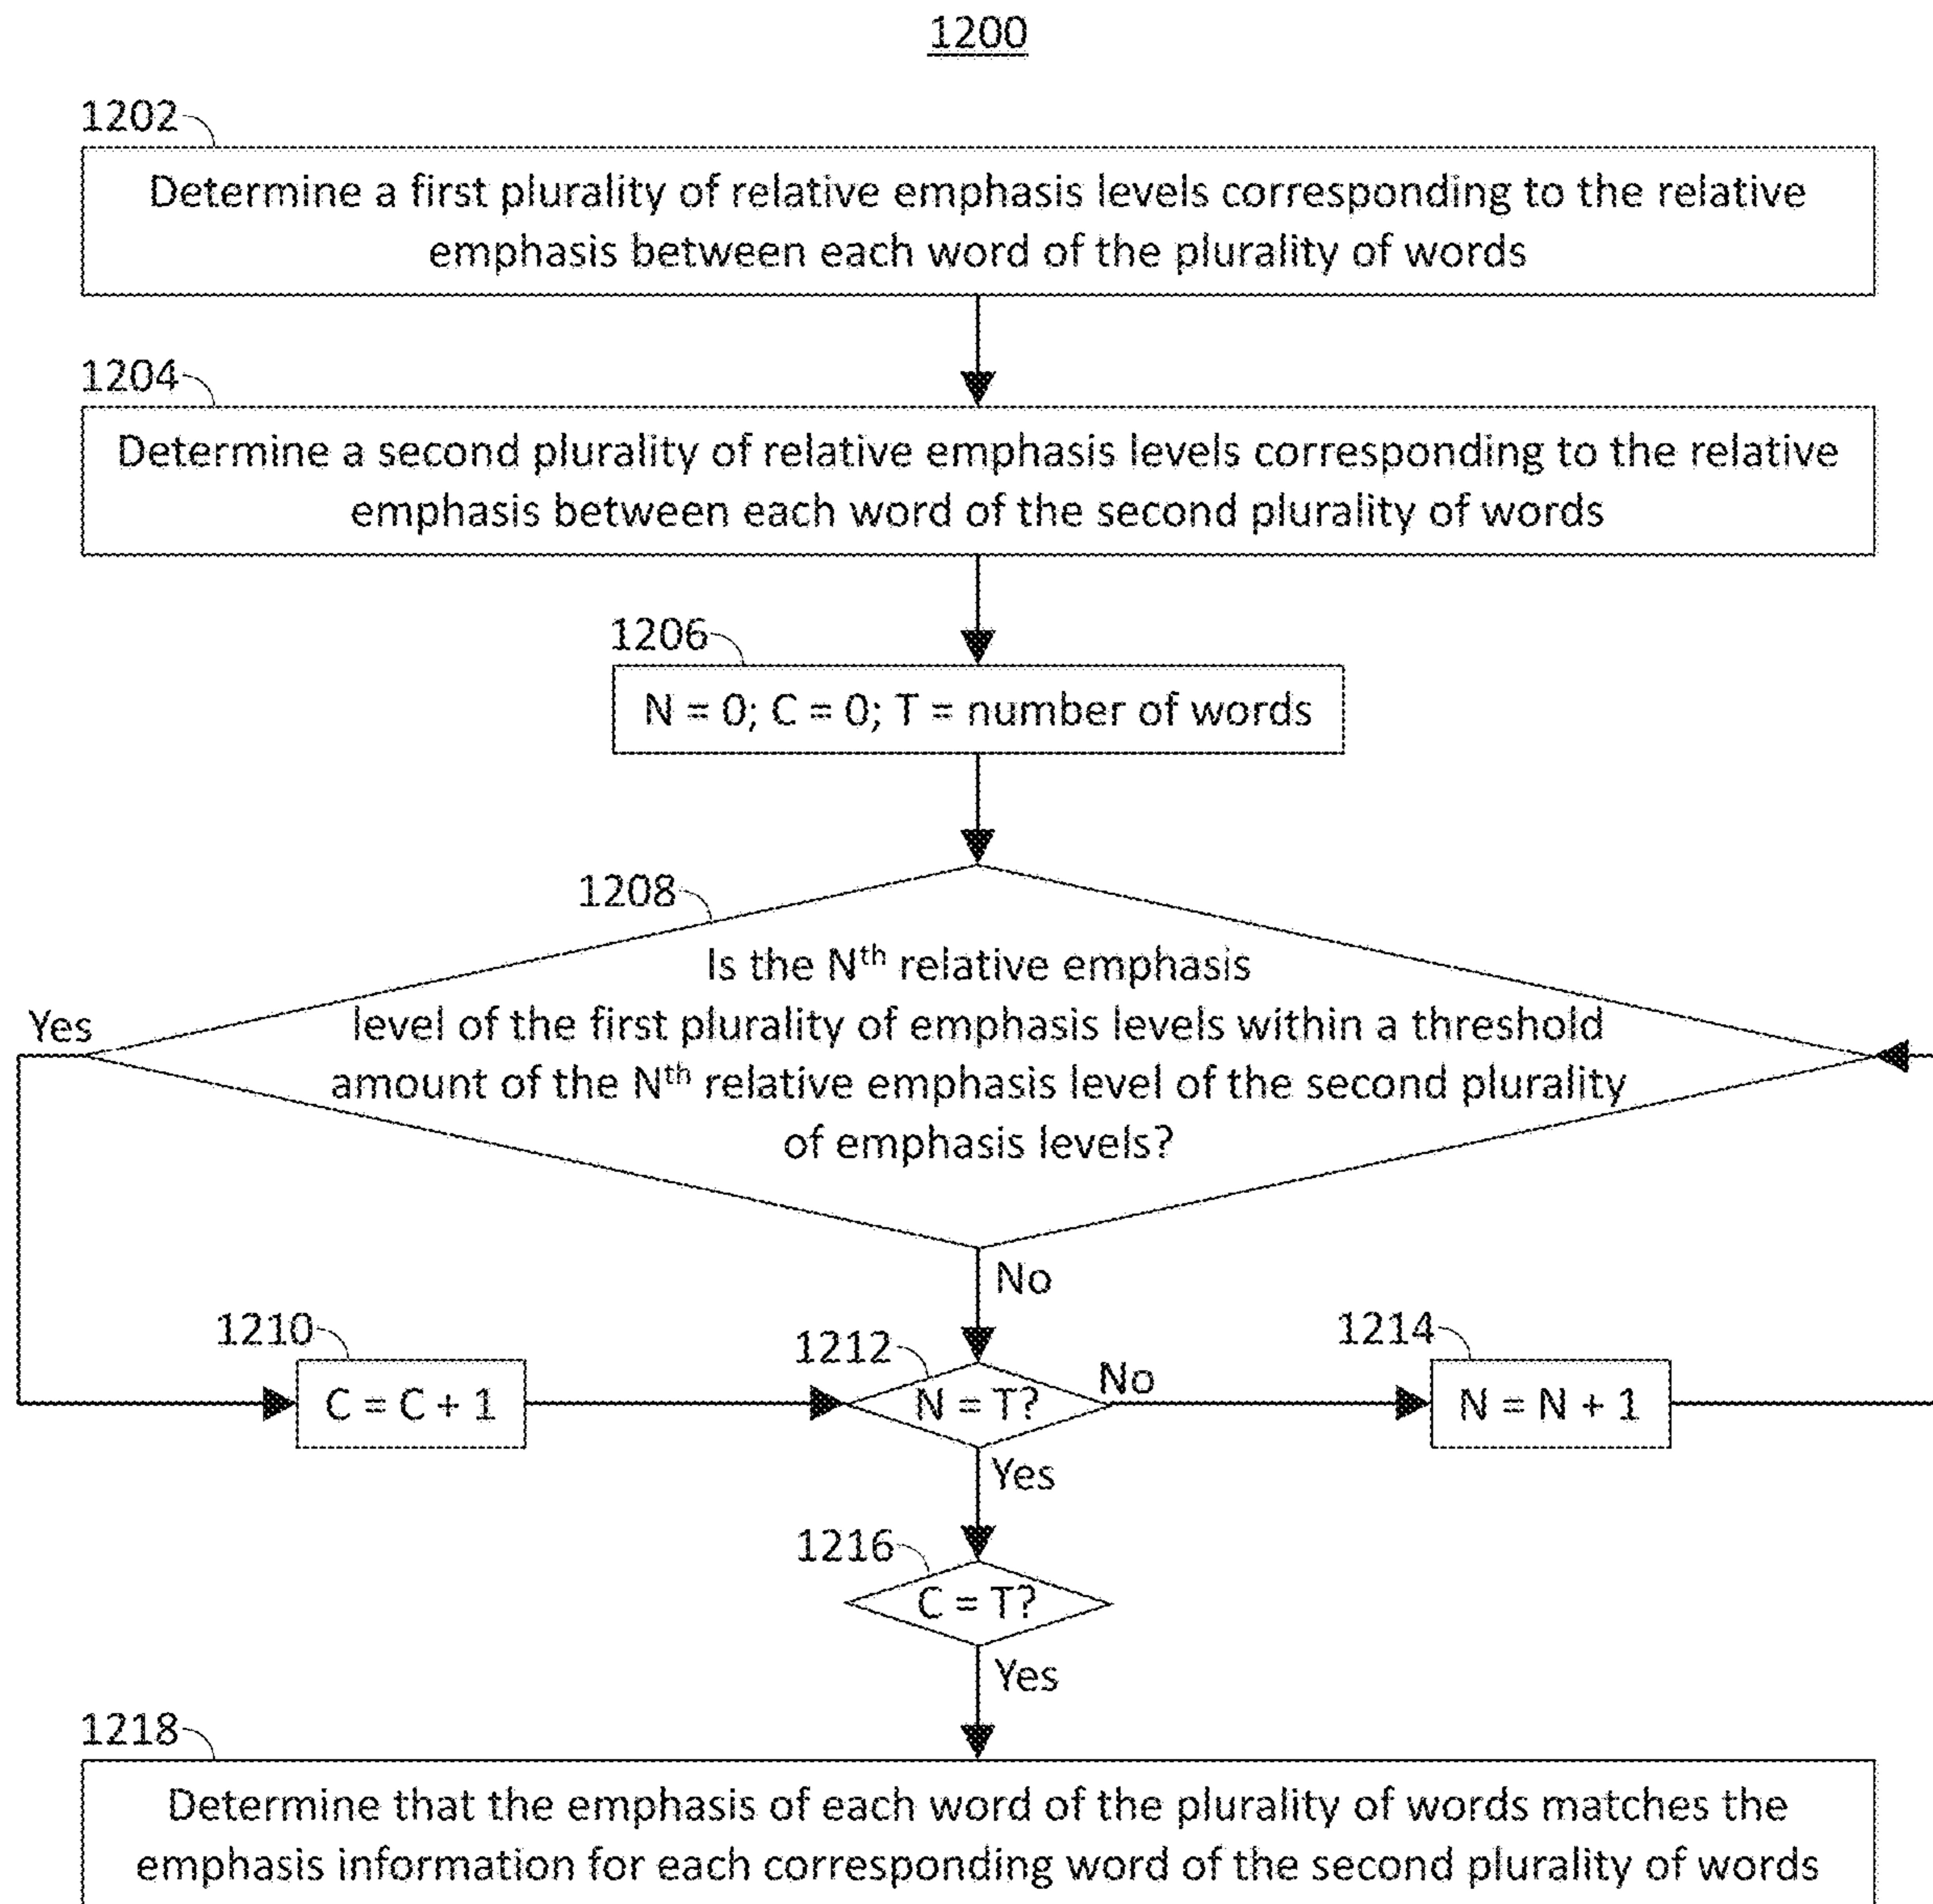 1200
1202
Determine a first plurality of relative emphasis levels corresponding to the relative
emphasis between each word of the plurality of words
1204
Determine a second plurality of relative emphasis levels corresponding to the relative
emphasis between each word of the second plurality of words
1206
N = 0; C = 0; T = number of words
1208
Is the Nth relative emphasis
Yes
level of the first plurality of emphasis levels within a threshold
amount of the Nth relative emphasis level of the second plurality
of emphasis levels?
No
1210
C = C + 1
1212
N = T?
No
1214
N = N + 1
Yes
1216
C = T?
Yes
1218
Determine that the emphasis of each word of the plurality of words matches the
emphasis information for each corresponding word of the second plurality of words